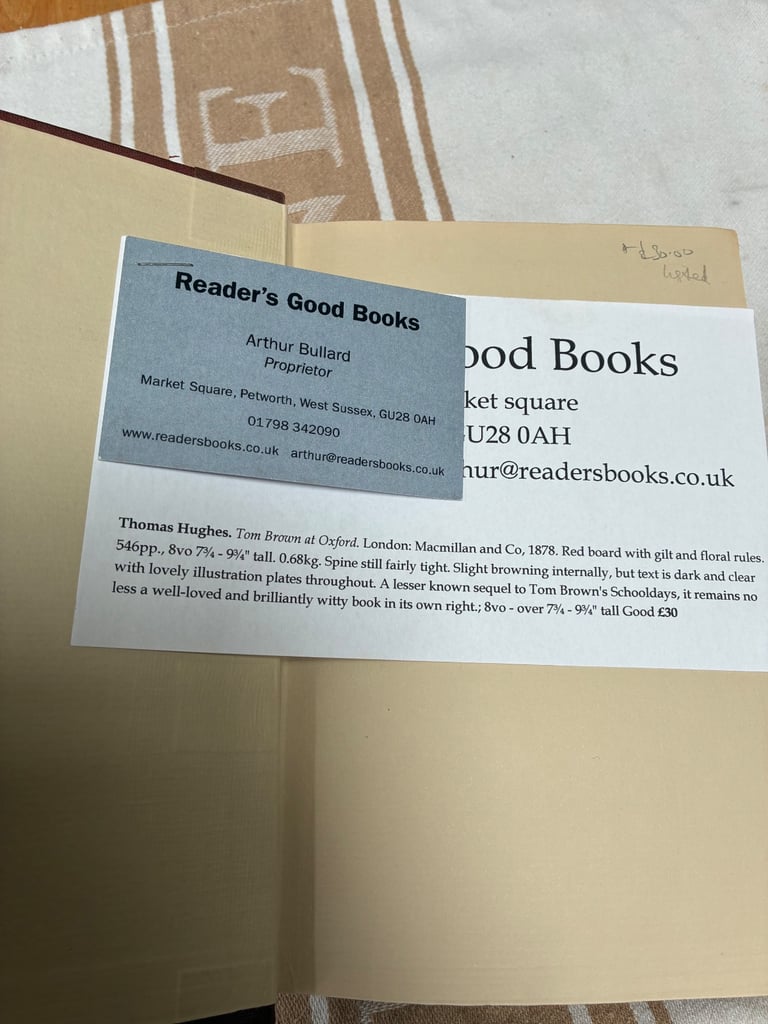 E
£30.00
listed
Reader's Good Books
Arthur Bullard
Proprietor
Market Square, Petworth, West Sussex, GU28 0AH
01798 342090
www.readersbooks.co.uk arthur@readersbooks.co.uk
ood Books
ket square
U28 0AH
hur@readersbooks.co.uk
Thomas Hughes. Tom Brown at Oxford. London: Macmillan and Co, 1878. Red board with gilt and floral rules.
546pp., 8vo 7¾ - 9¾" tall. 0.68kg. Spine still fairly tight. Slight browning internally, but text is dark and clear
with lovely illustration plates throughout. A lesser known sequel to Tom Brown's Schooldays, it remains no
less a well-loved and brilliantly witty book in its own right.; 8vo - over 7¾ - 9¾" tall Good £30